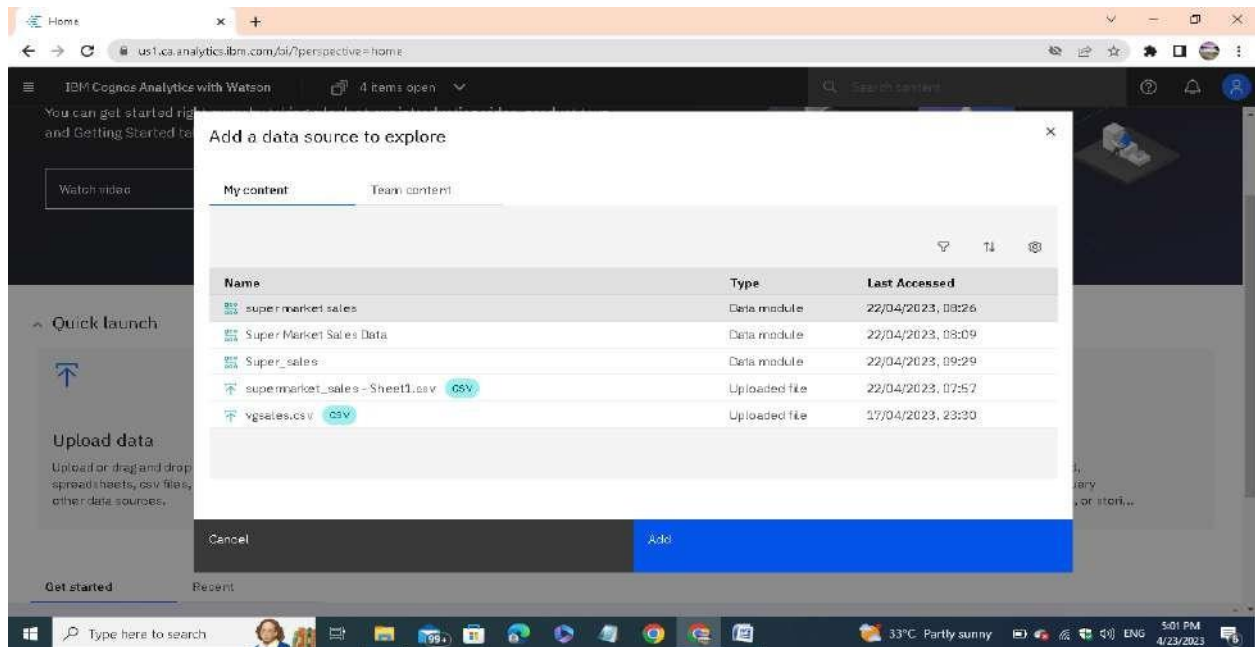 Home
us1.ca.analytics.ibm.com/bi/?perspective=home
IBM Cognos Analytics with Watson
4 items open
Search content
You can get started
and Getting Started
Add a data source to explore
Watch video
My content
Team content
Name Type Last Accessed
super market sales Data module 22/04/2023, 08:26
Super Market Sales Data Data module 22/04/2023, 08:09
Super_sales Data module 22/04/2023, 09:29
supermarket_sales - Sheet1.csv CSV Uploaded file 22/04/2023, 07:57
vgsales.csv CSV Uploaded file 17/04/2023, 23:30
Quick launch
Upload data
Upload or drag and drop
spreadsheets, csv files,
other data sources.
, or stori...
Cancel
Add
Get started
Recent
Type here to search
99+
33°C Partly sunny
ENG
5:01 PM
4/23/2023
6